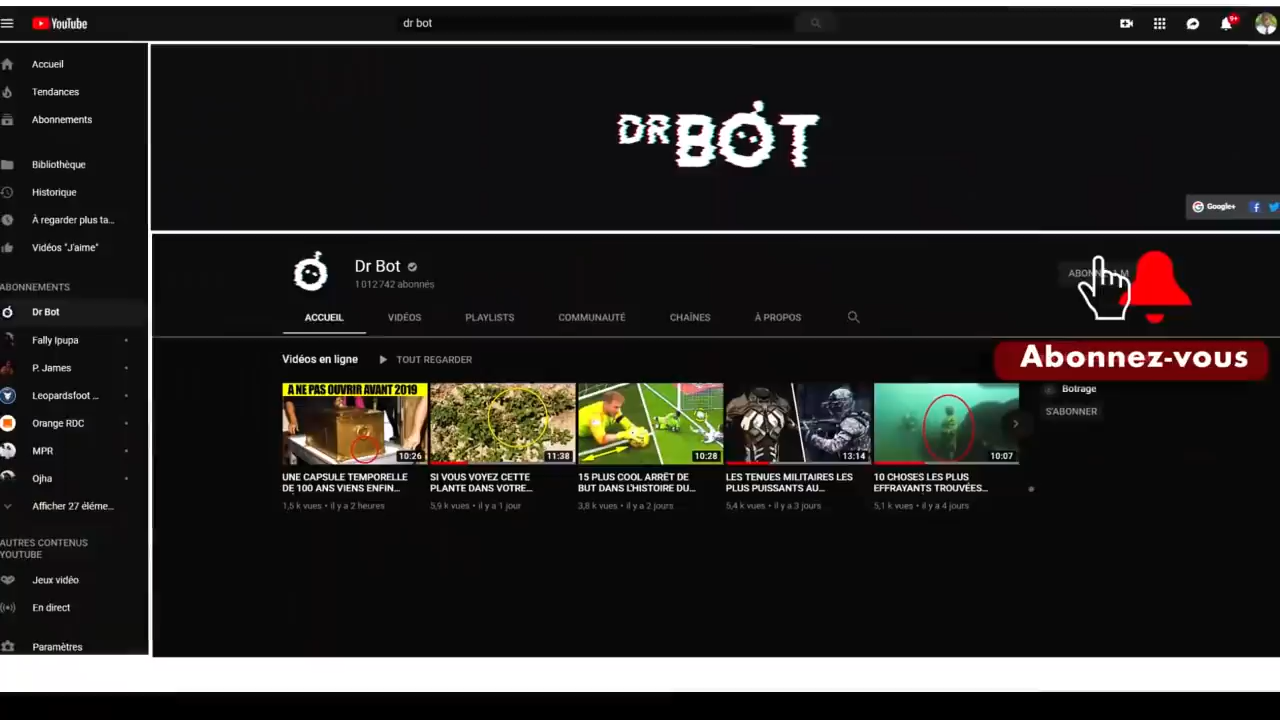 YouTube
dr bot
9+
Accueil
Tendances
Abonnements
Bibliothèque
Historique
À regarder plus ta...
Vidéos "J'aime"
ABONNEMENTS
Dr Bot
Fally Ipupa
P. James
Leopardsfoot ...
Orange RDC
MPR
Ojha
Afficher 27 éléme...
AUTRES CONTENUS
YOUTUBE
Jeux vidéo
En direct
Paramètres
DR BOT
Google+
Dr Bot
1 012 742 abonnés
ACCUEIL
VIDÉOS
PLAYLISTS
COMMUNAUTÉ
CHAÎNES
À PROPOS
Abonnez-vous
Vidéos en ligne
TOUT REGARDER
Botrage
S'ABONNER
A NE PAS OUVRIR AVANT 2019
10:26
11:38
10:28
13:14
10:07
UNE CAPSULE TEMPORELLE
DE 100 ANS VIENS ENFIN...
1,5 k vues • il y a 2 heures
SI VOUS VOYEZ CETTE
PLANTE DANS VOTRE...
5,9 k vues • il y a 1 jour
15 PLUS COOL ARRÊT DE
BUT DANS L'HISTOIRE DU...
3,8 k vues • il y a 2 jours
LES TENUES MILITAIRES LES
PLUS PUISSANTS AU...
5,4 k vues • il y a 3 jours
10 CHOSES LES PLUS
EFFRAYANTS TROUVÉES...
5,1 k vues • il y a 4 jours